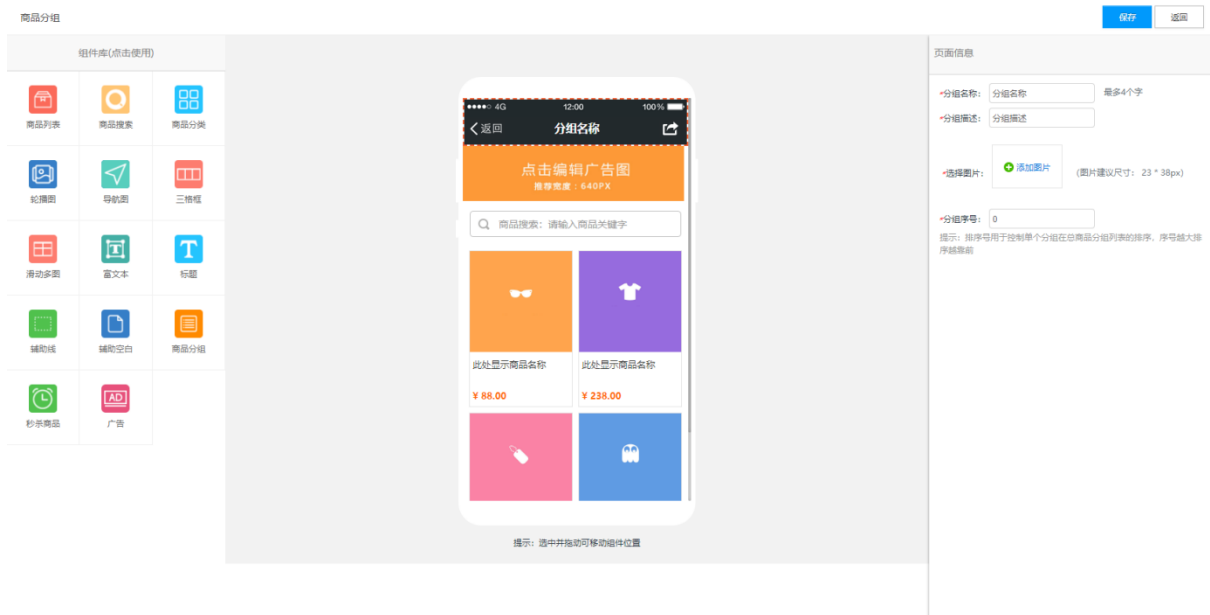 商品分组
保存
返回
组件库(点击使用)
商品列表
商品搜索
商品分类
轮播图
导航图
三格框
滑动多图
富文本
标题
辅助线
辅助空白
商品分组
秒杀商品
AD
广告
4G
12:00
100%
返回
分组名称
点击编辑广告图
推荐宽度：640PX
商品搜索：请输入商品关键字
此处显示商品名称
此处显示商品名称
¥ 88.00
¥ 238.00
提示：选中并拖动可移动组件位置
页面信息
*分组名称：
分组名称
最多4个字
*分组描述：
分组描述
*选择图片：
添加图片
(图片建议尺寸：23 * 38px)
*分组序号：
0
提示：排序号用于控制单个分组在总商品分组列表的排序，序号越大排
序越靠前